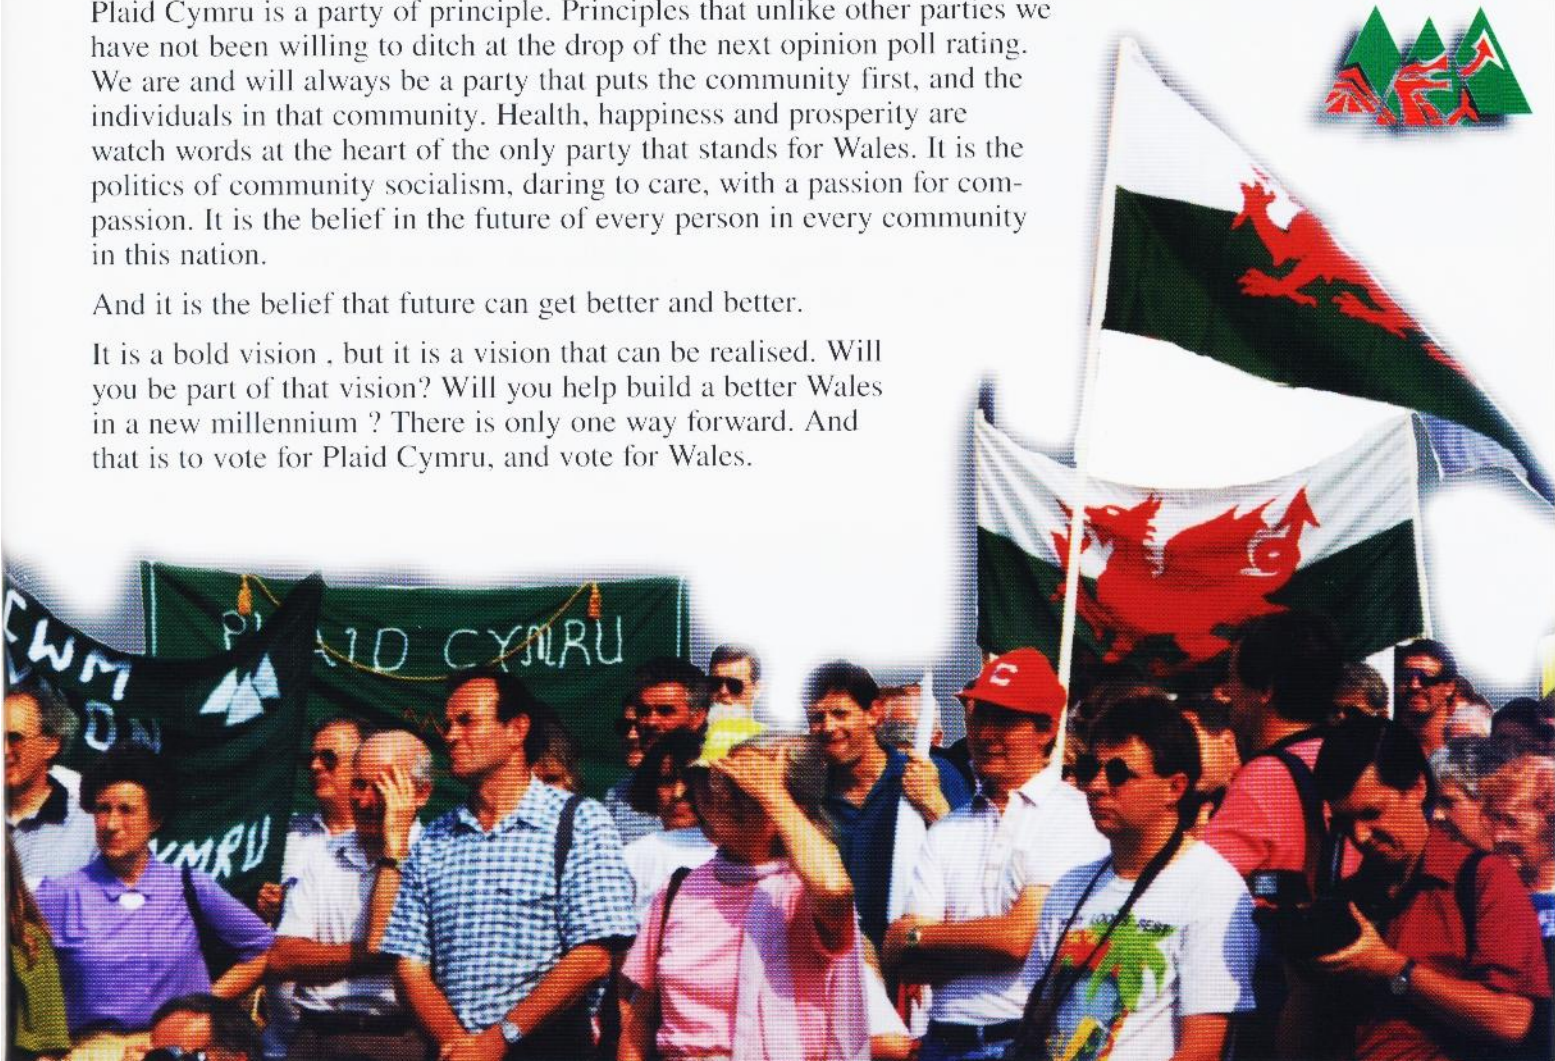 Plaid Cymru is a party of principle. Principles that unlike other parties we
have not been willing to ditch at the drop of the next opinion poll rating.
We are and will always be a party that puts the community first, and the
individuals in that community. Health, happiness and prosperity are
watch words at the heart of the only party that stands for Wales. It is the
politics of community socialism, daring to care, with a passion for com-
passion. It is the belief in the future of every person in every community
in this nation.
And it is the belief that future can get better and better.
It is a bold vision , but it is a vision that can be realised. Will
you be part of that vision? Will you help build a better Wales
in a new millennium ? There is only one way forward. And
that is to vote for Plaid Cymru, and vote for Wales.
PLAID CYMRU
CWM
YMRU
C